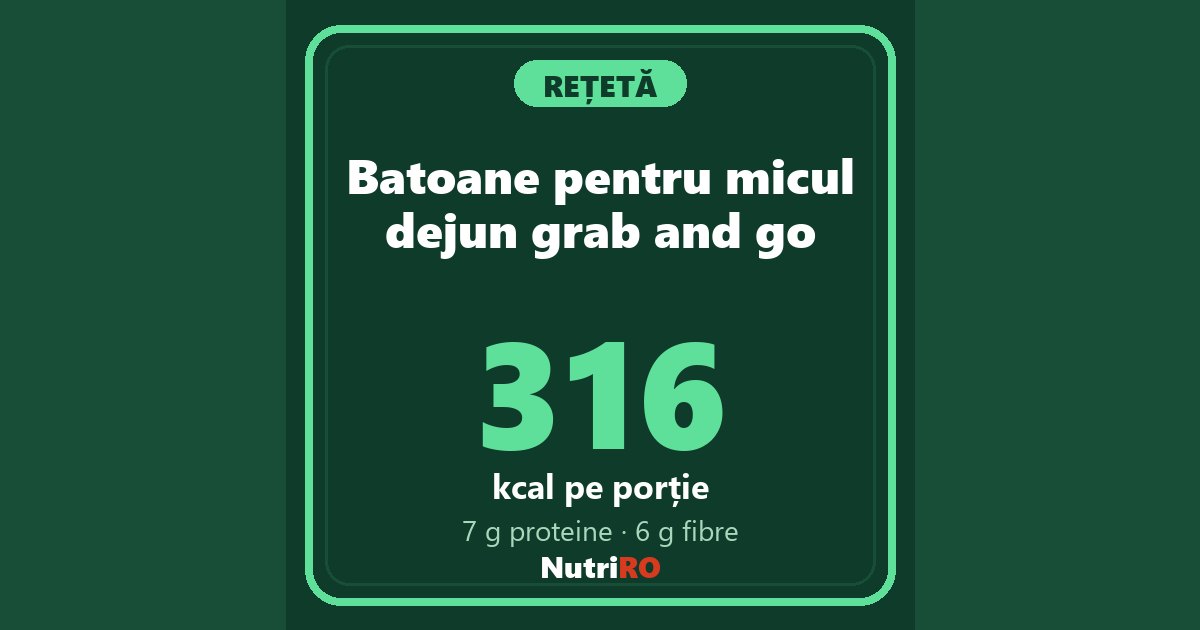 REȚETĂ
Batoane pentru micul
dejun grab and go
316
kcal pe porție
7 g proteine · 6 g fibre
NutriRO